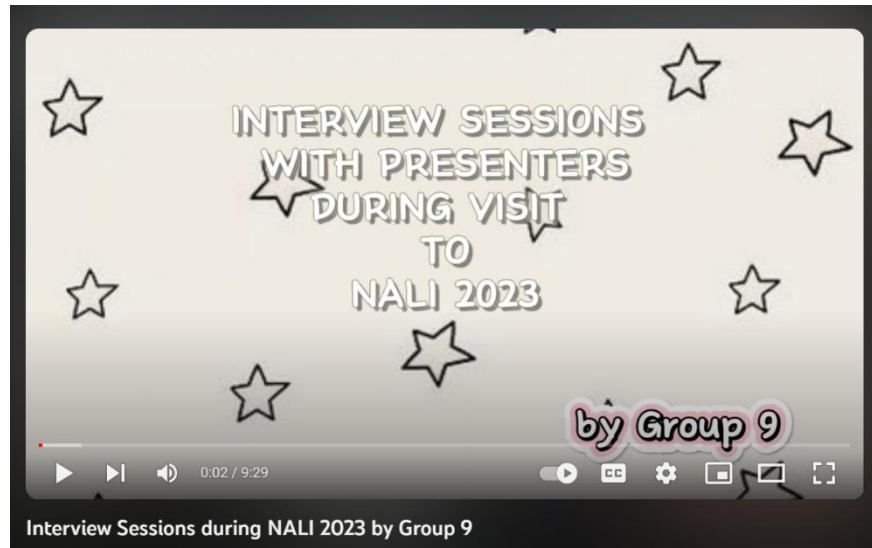 INTERVIEW SESSIONS
WITH PRESENTERS
DURING VISIT
TO
NALI 2023
by Group 9
0:02 / 9:29
CC
Interview Sessions during NALI 2023 by Group 9